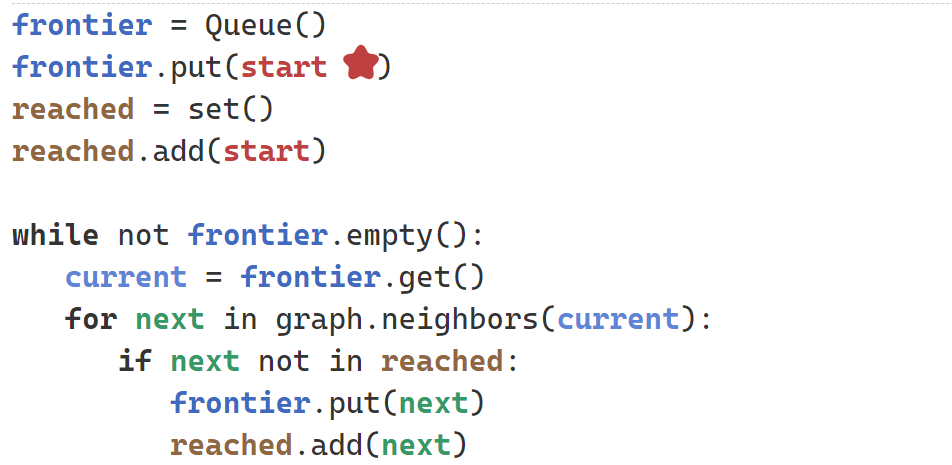 frontier = Queue()
frontier.put(start ★)
reached = set()
reached.add(start)

while not frontier.empty():
   current = frontier.get()
   for next in graph.neighbors(current):
      if next not in reached:
         frontier.put(next)
         reached.add(next)